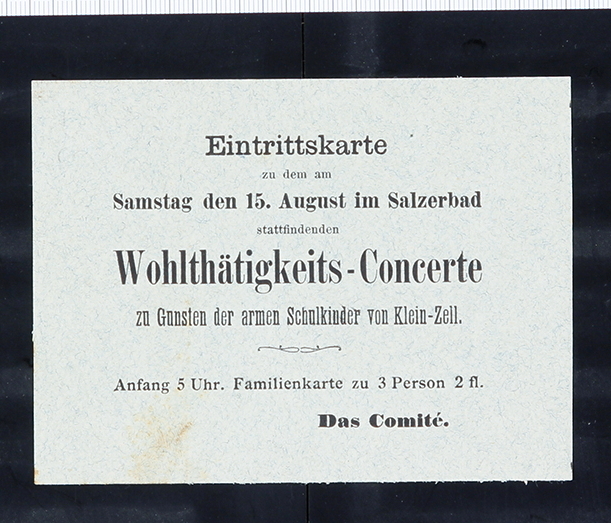 Eintrittskarte
zu dem am
Samstag den 15. August im Salzerbad
stattfindenden
Wohlthätigkeits-Concerte
zu Gunsten der armen Schulkinder von Klein-Zell.
Anfang 5 Uhr. Familienkarte zu 3 Person 2 fl.
Das Comité.